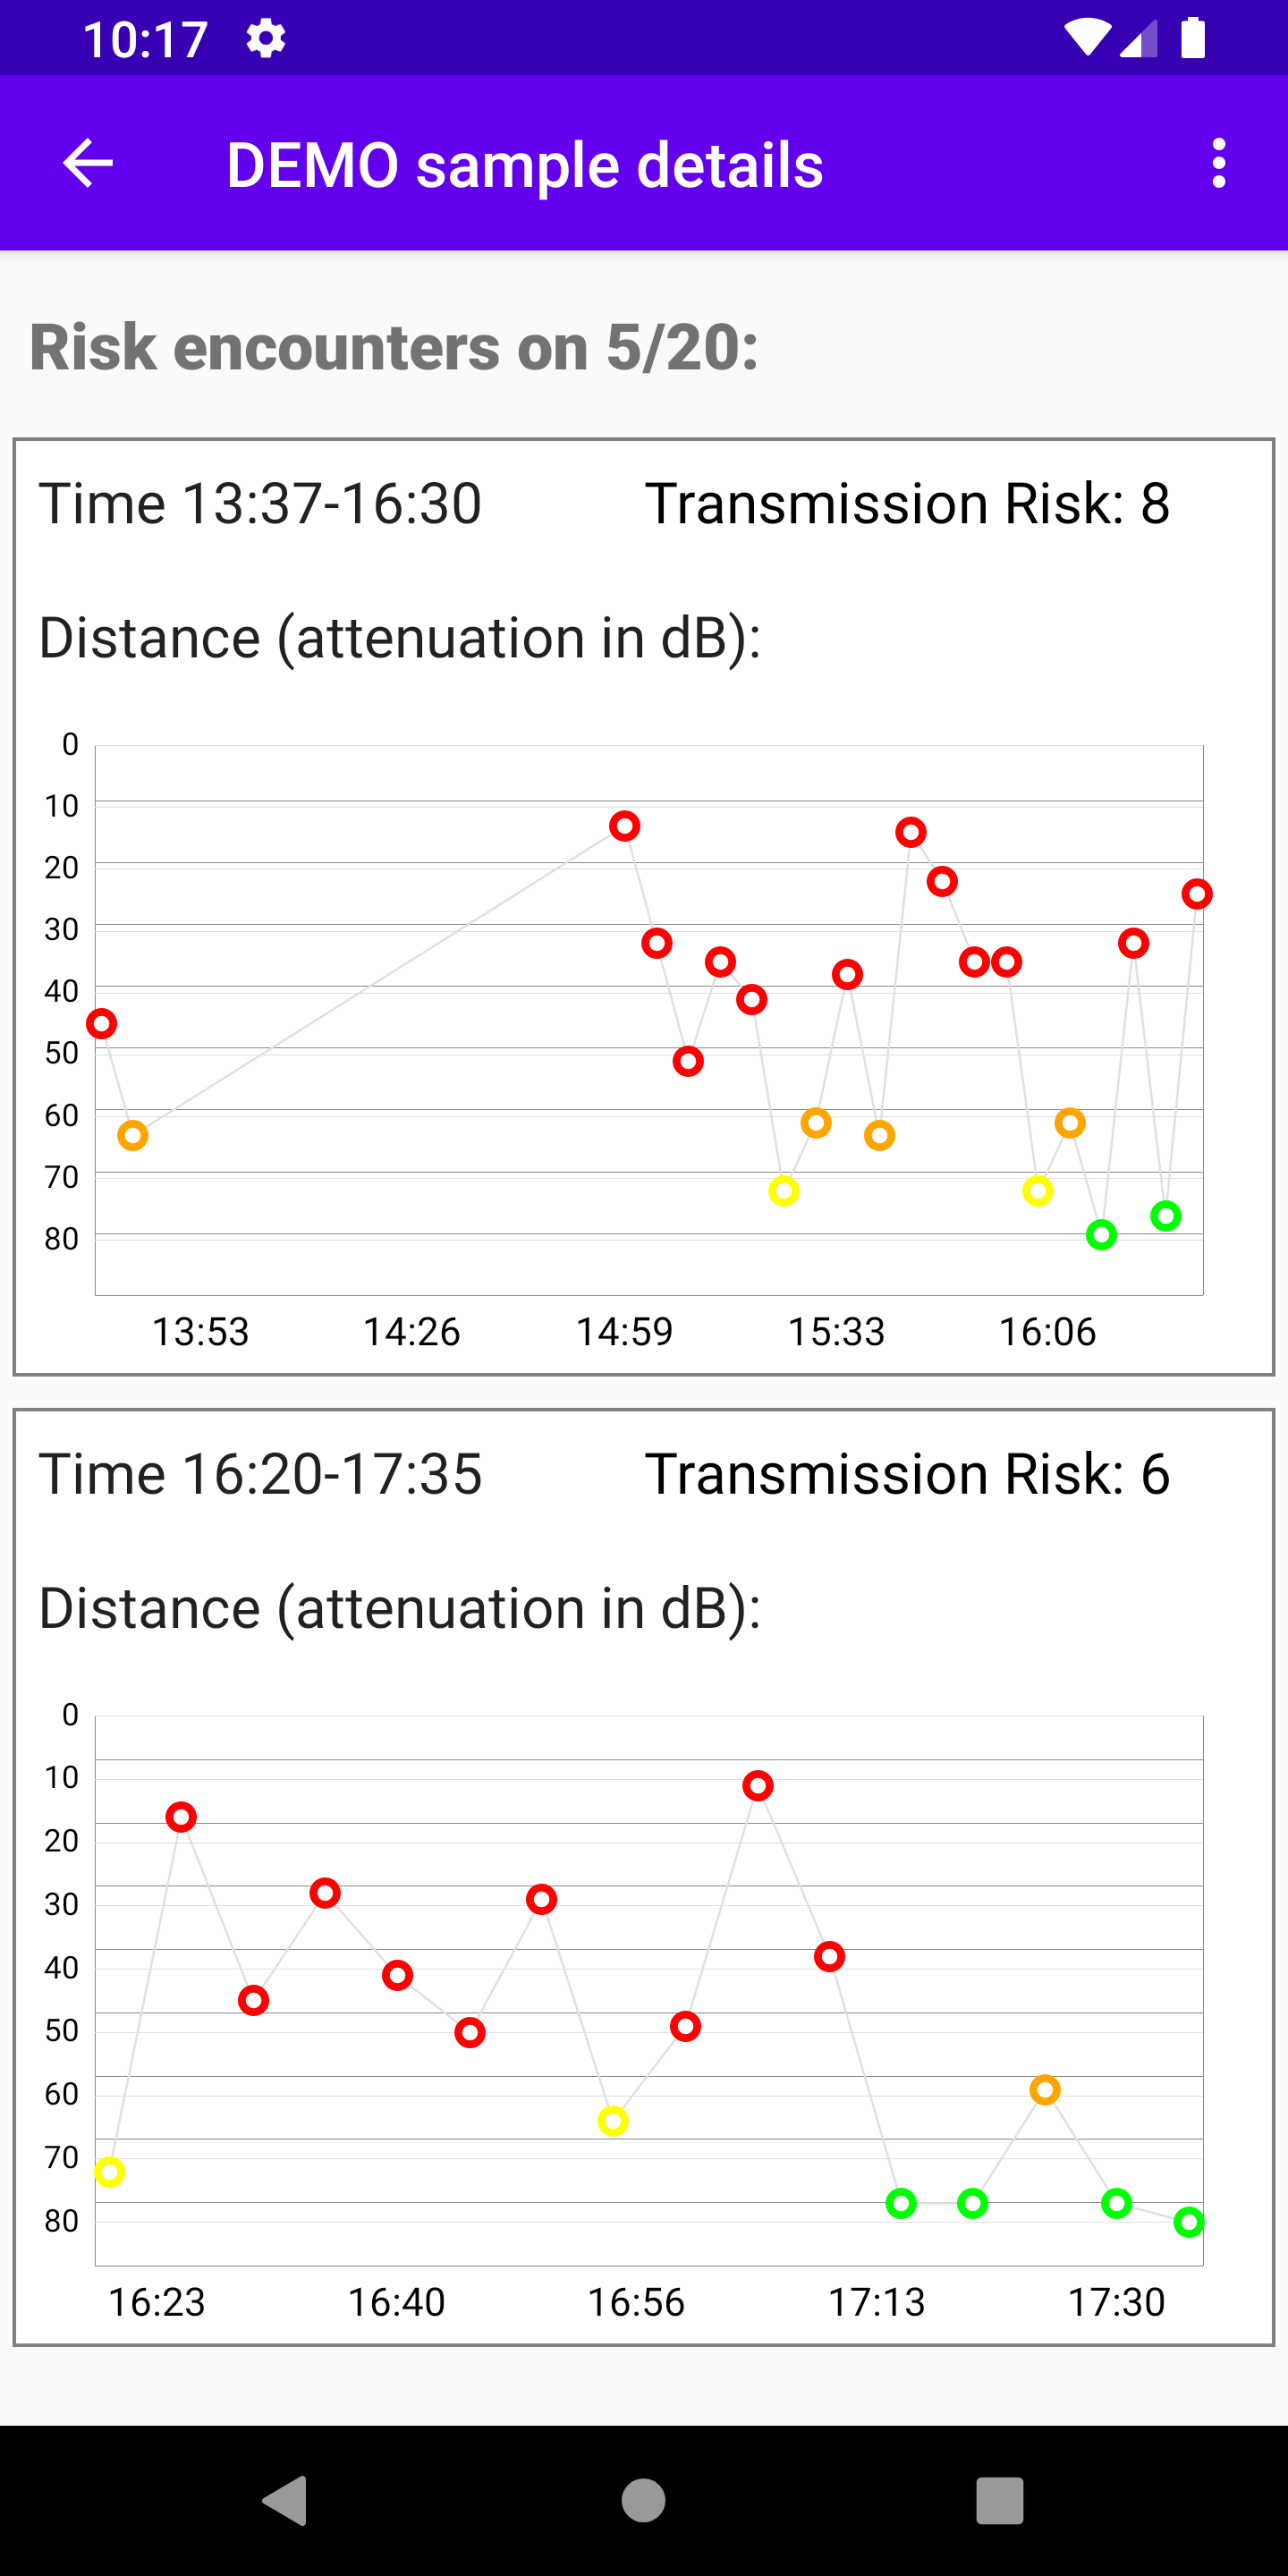 10:17
DEMO sample details
Risk encounters on 5/20:
Time 13:37-16:30 Transmission Risk: 8
Distance (attenuation in dB):
0
10
20
30
40
50
60
70
80
13:53 14:26 14:59 15:33 16:06
Time 16:20-17:35 Transmission Risk: 6
Distance (attenuation in dB):
0
10
20
30
40
50
60
70
80
16:23 16:40 16:56 17:13 17:30